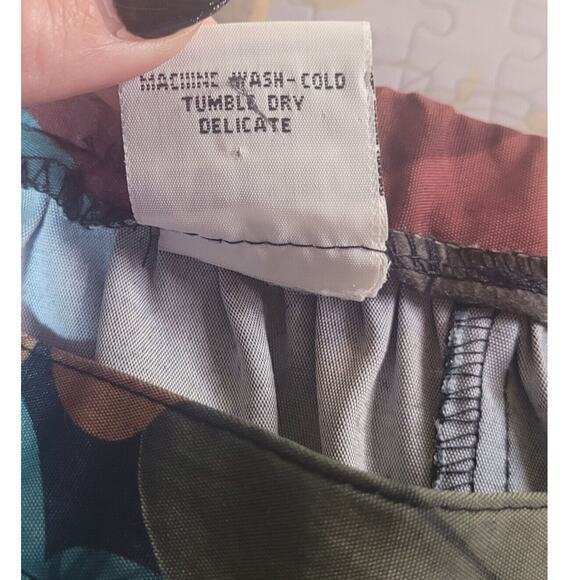 MACHINE WASH-COLD
TUMBLE DRY
DELICATE